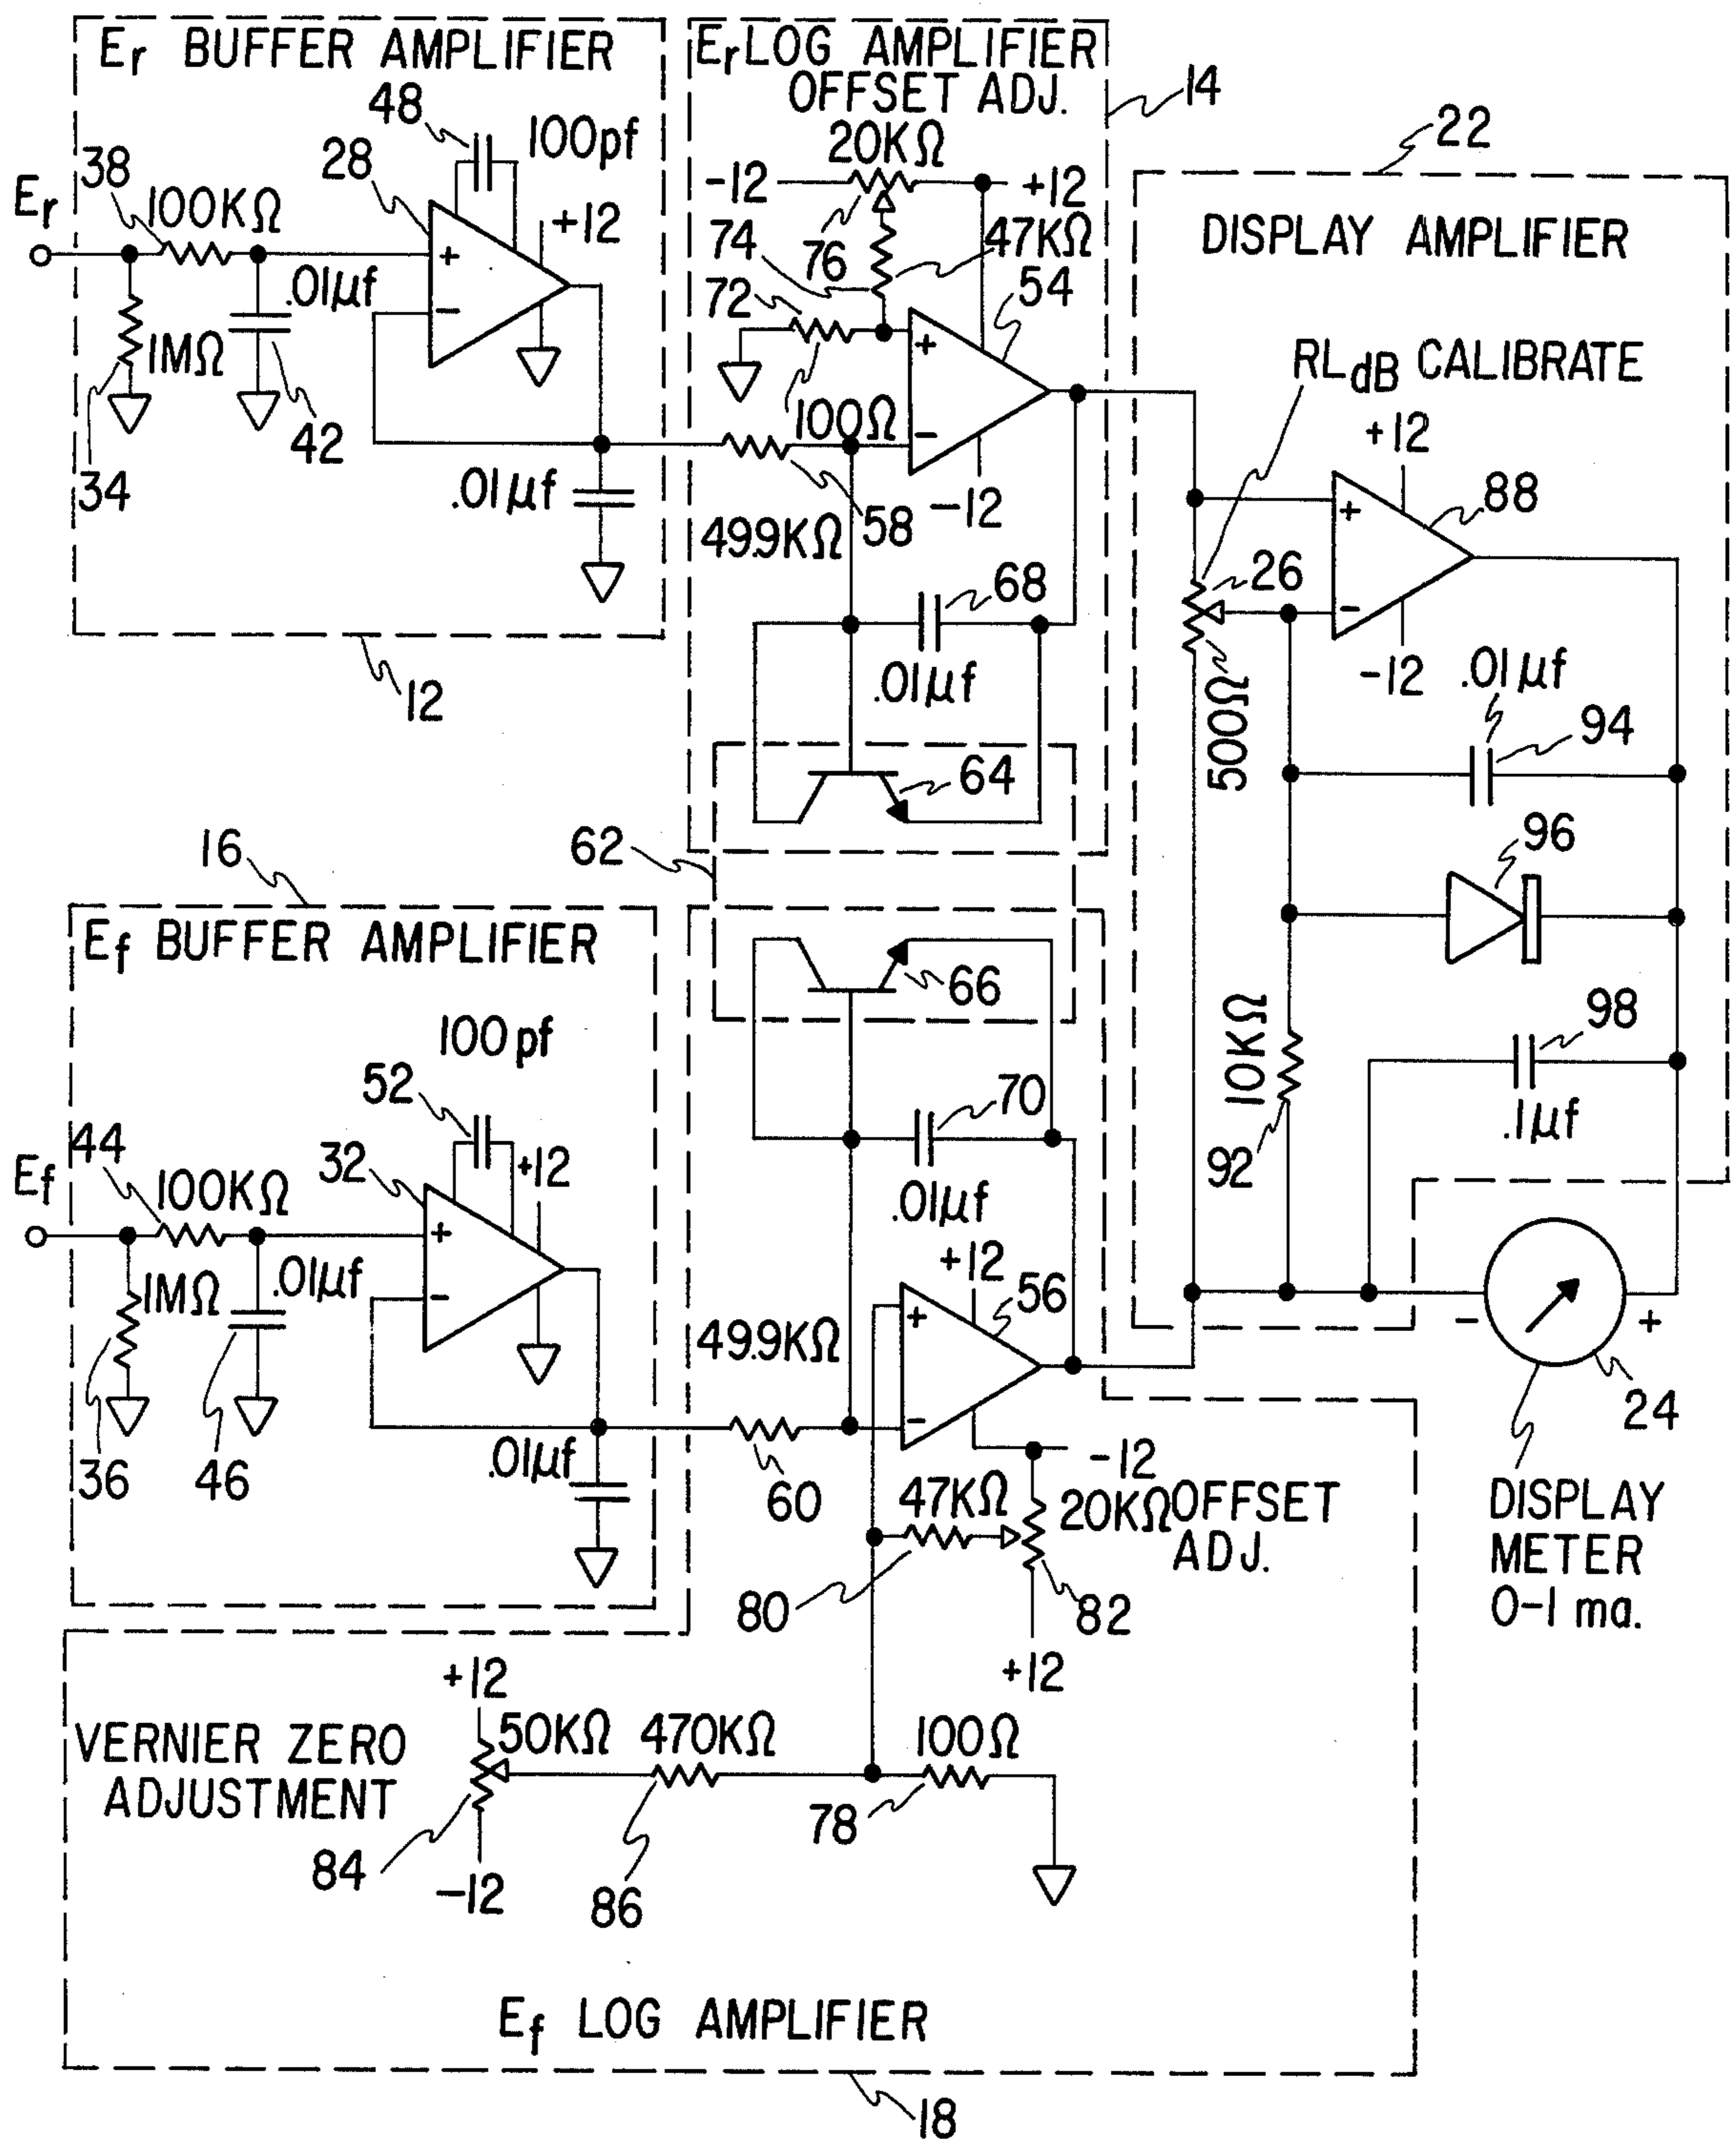 Er BUFFER AMPLIFIER
48
100pf
38
28
Er
100KΩ
+12
+
.01µf
−
1MΩ
34
42
.01µf
12
Er LOG AMPLIFIER
OFFSET ADJ.
14
20KΩ
-12
+12
74
76
47KΩ
72
54
+
100Ω
−
-12
58
499KΩ
68
.01µf
64
62
22
DISPLAY AMPLIFIER
RLdB CALIBRATE
+12
88
+
26
−
-12
500Ω
.01µf
94
96
10KΩ
98
.1µf
92
−
+
24
DISPLAY
METER
0-1 ma.
16
Ef BUFFER AMPLIFIER
100pf
52
44
32
+12
Ef
100KΩ
+
.01µf
−
1MΩ
36
46
.01µf
66
70
.01µf
+12
56
499KΩ
+
−
60
-12
47KΩ
20KΩ OFFSET
ADJ.
80
82
+12
+12
VERNIER ZERO
ADJUSTMENT
50KΩ
470KΩ
100Ω
84
-12
86
78
Ef LOG AMPLIFIER
18